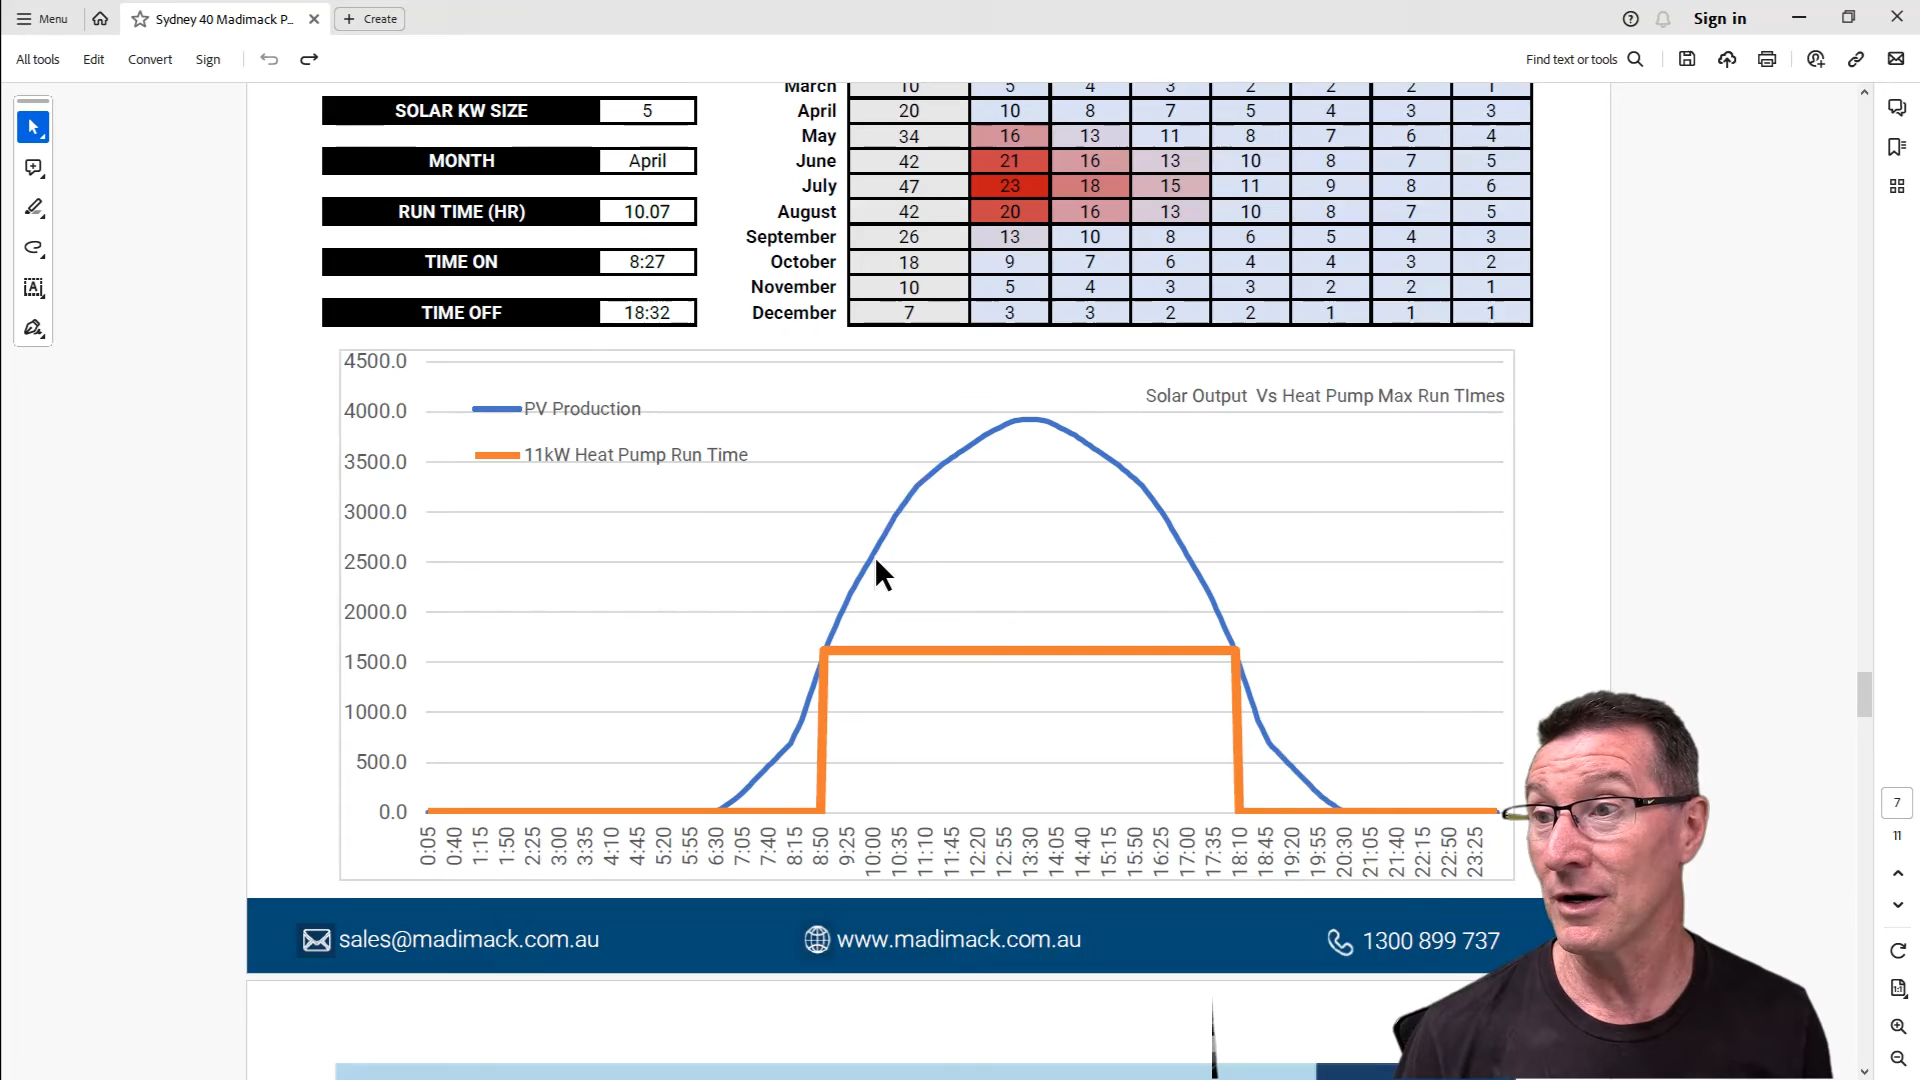 Menu
Sydney 40 Madimack P...
Create
Sign in
All tools
Edit
Convert
Sign
Find text or tools
March 10 5 4 3 2 2 2 1
SOLAR KW SIZE 5
April 20 10 8 7 5 4 3 3
May 34 16 13 11 8 7 6 4
MONTH April
June 42 21 16 13 10 8 7 5
July 47 23 18 15 11 9 8 6
RUN TIME (HR) 10.07
August 42 20 16 13 10 8 7 5
September 26 13 10 8 6 5 4 3
TIME ON 8:27
October 18 9 7 6 4 4 3 2
November 10 5 4 3 3 2 2 1
TIME OFF 18:32
December 7 3 3 2 2 1 1 1
4500.0
Solar Output Vs Heat Pump Max Run TImes
PV Production
4000.0
11kW Heat Pump Run Time
3500.0
3000.0
2500.0
2000.0
1500.0
1000.0
500.0
0.0
0:05 0:40 1:15 1:50 2:25 3:00 3:35 4:10 4:45 5:20 5:55 6:30 7:05 7:40 8:15 8:50 9:25 10:00 10:35 11:10 11:45 12:20 12:55 13:30 14:05 14:40 15:15 15:50 16:25 17:00 17:35 18:10 18:45 19:20 19:55 20:30 21:05 21:40 22:15 22:50 23:25
7
11
sales@madimack.com.au
www.madimack.com.au
1300 899 737